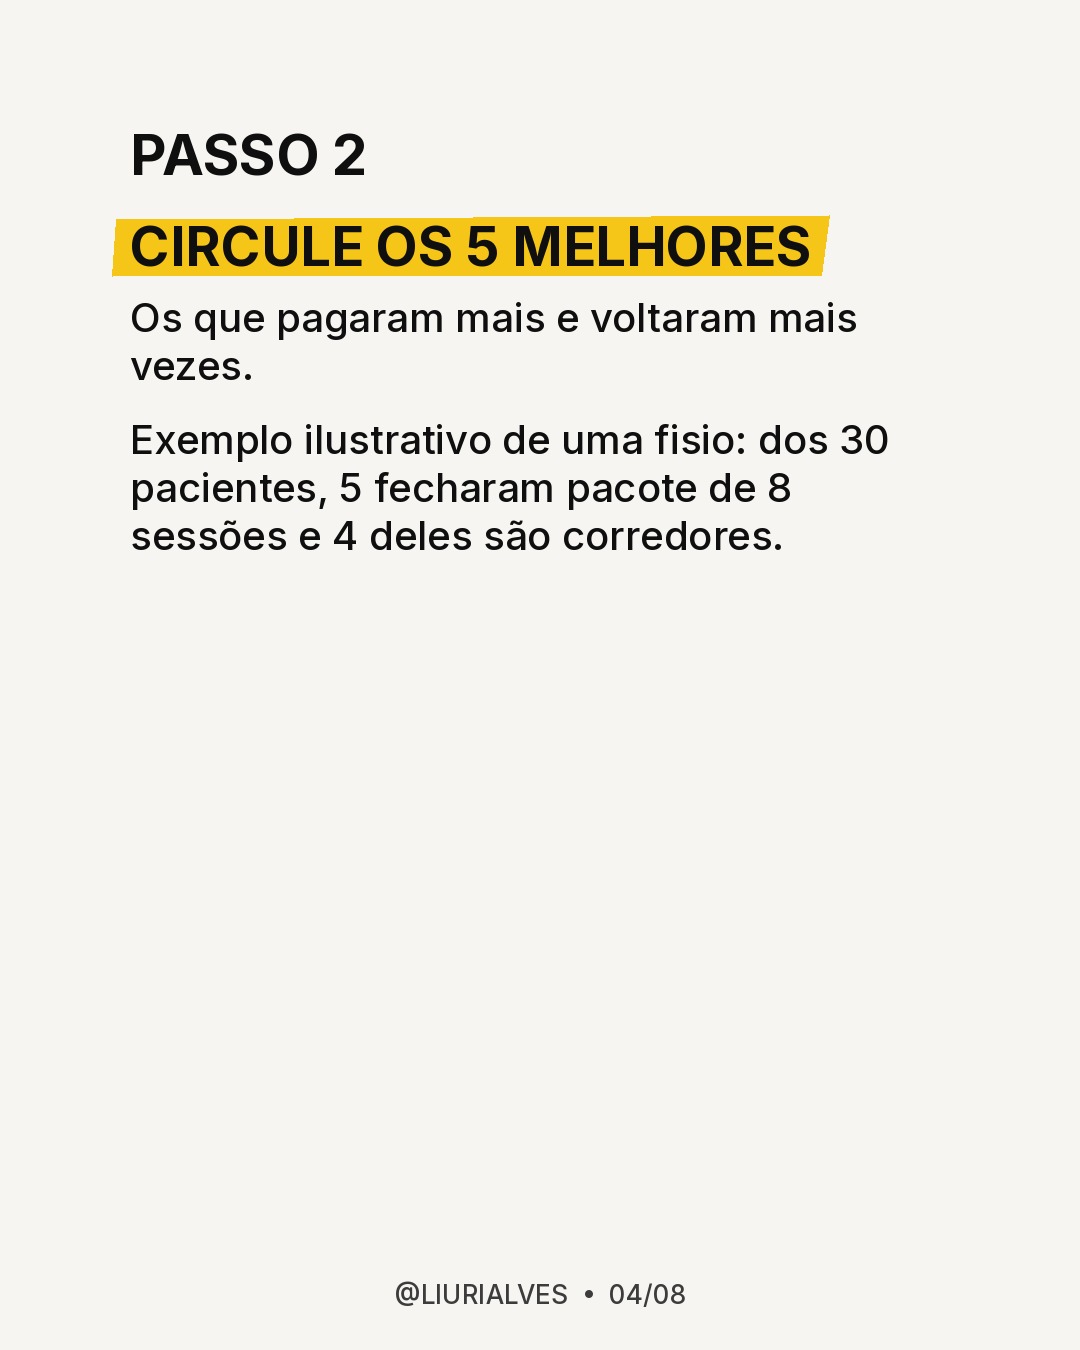 PASSO 2
CIRCULE OS 5 MELHORES
Os que pagaram mais e voltaram mais
vezes.
Exemplo ilustrativo de uma fisio: dos 30
pacientes, 5 fecharam pacote de 8
sessões e 4 deles são corredores.
@LIURIALVES • 04/08